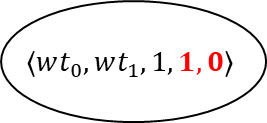 ⟨wt₀, wt₁, 1, 1, 0⟩